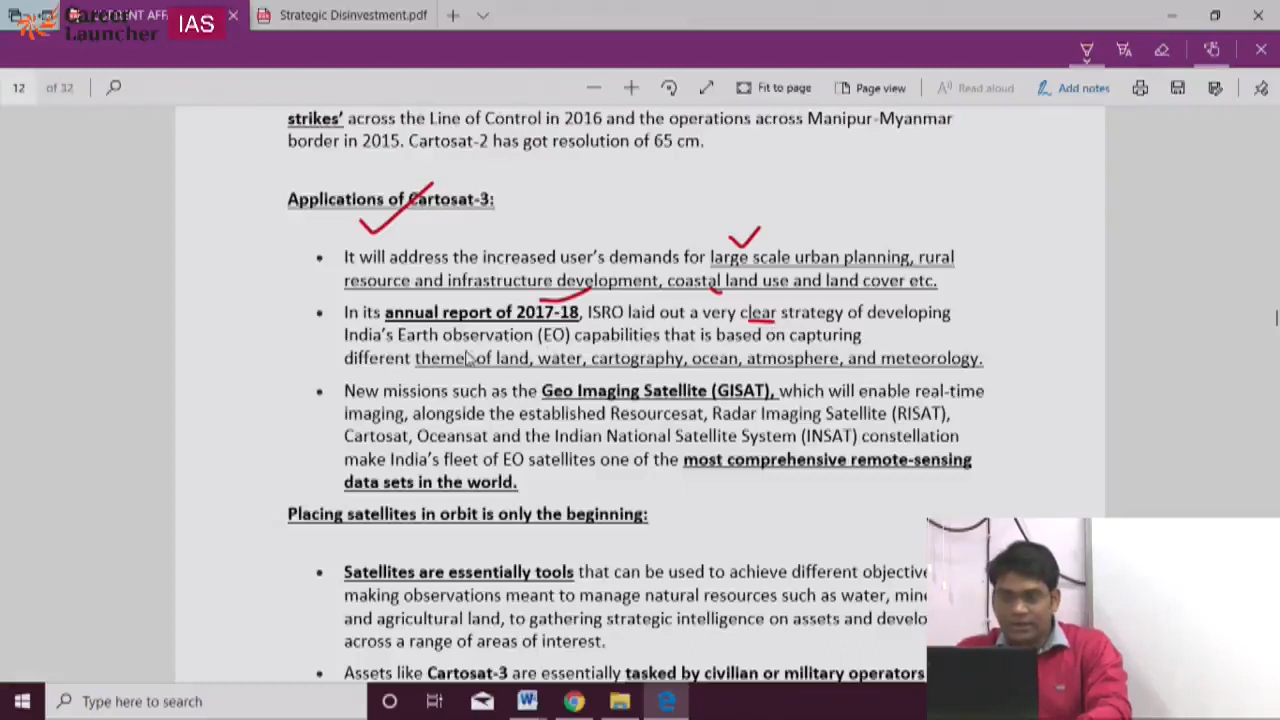 Career
Launcher
IAS
CURRENT AFFA
Strategic Disinvestment.pdf
12 of 32
Fit to page
Page view
Read aloud
Add notes
strikes’ across the Line of Control in 2016 and the operations across Manipur-Myanmar
border in 2015. Cartosat-2 has got resolution of 65 cm.
Applications of Cartosat-3:
• It will address the increased user’s demands for large scale urban planning, rural
resource and infrastructure development, coastal land use and land cover etc.
• In its annual report of 2017-18, ISRO laid out a very clear strategy of developing
India’s Earth observation (EO) capabilities that is based on capturing
different theme of land, water, cartography, ocean, atmosphere, and meteorology.
• New missions such as the Geo Imaging Satellite (GISAT), which will enable real-time
imaging, alongside the established Resourcesat, Radar Imaging Satellite (RISAT),
Cartosat, Oceansat and the Indian National Satellite System (INSAT) constellation
make India’s fleet of EO satellites one of the most comprehensive remote-sensing
data sets in the world.
Placing satellites in orbit is only the beginning:
• Satellites are essentially tools that can be used to achieve different objective
making observations meant to manage natural resources such as water, mine
and agricultural land, to gathering strategic intelligence on assets and develo
across a range of areas of interest.
• Assets like Cartosat-3 are essentially tasked by civilian or military operators
Type here to search